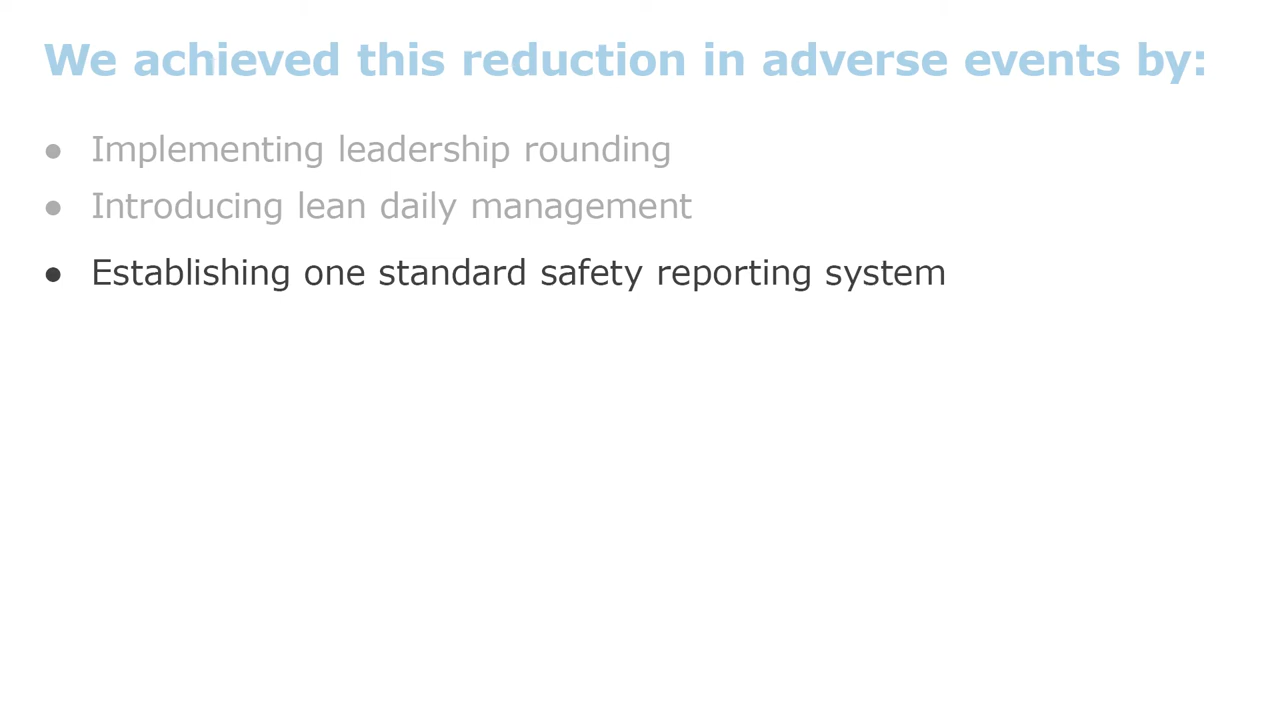 We achieved this reduction in adverse events by:
● Implementing leadership rounding
● Introducing lean daily management
● Establishing one standard safety reporting system